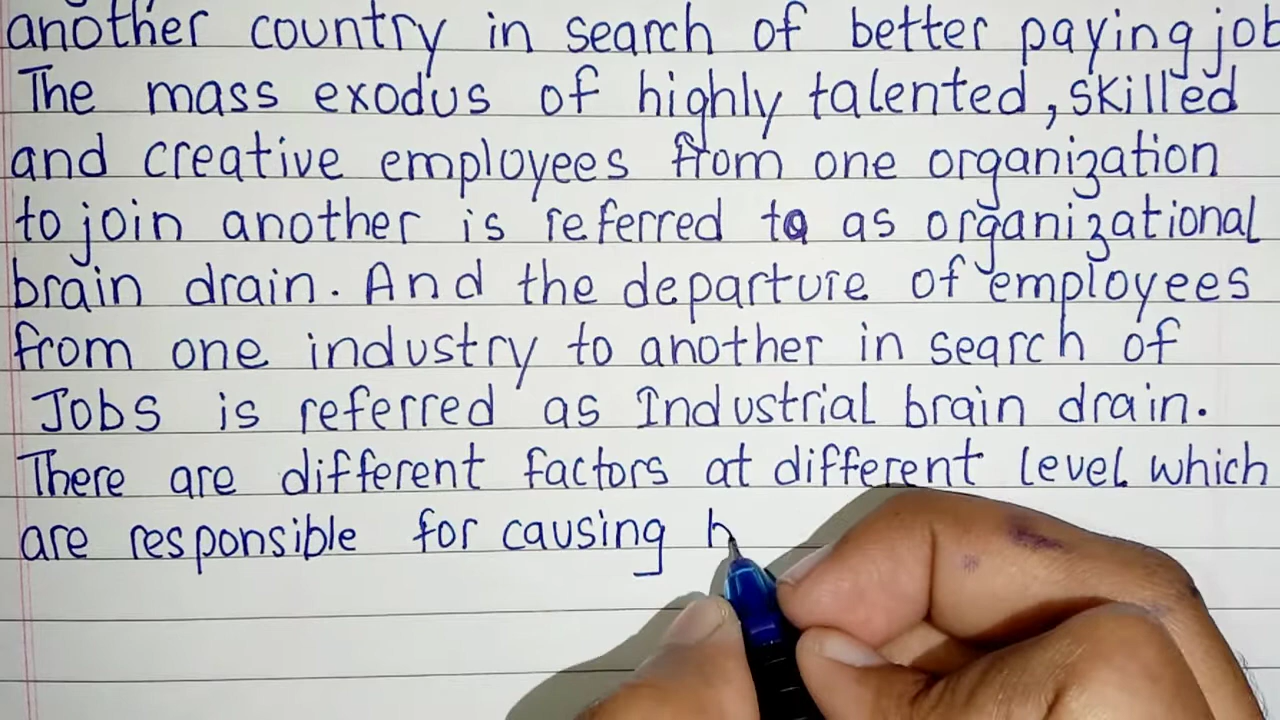 another country in search of better paying job
The mass exodus of highly talented, skilled
and creative employees from one organization
to join another is referred to as organizational
brain drain. And the departure of employees
from one industry to another in search of
Jobs is referred as Industrial brain drain.
There are different factors at different level which
are responsible for causing